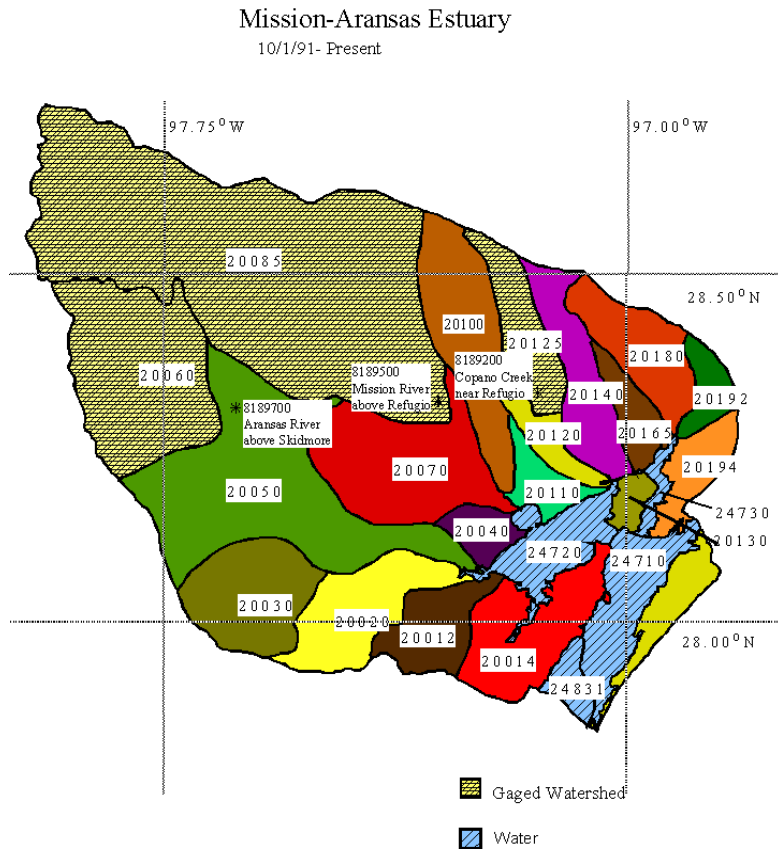 Mission-Aransas Estuary
10/1/91- Present
97.75°W
97.00°W
20085
28.50°N
20100
20125
8189200
Copano Creek
near Refugio
8189500
Mission River
above Refugio
20060
20180
20140
20192
8189700
Aransas River
above Skidmore
20120
20165
20070
20194
20050
20110
24730
20040
20130
24720
24710
20030
20020
20012
28.00°N
20014
24831
Gaged Watershed
Water